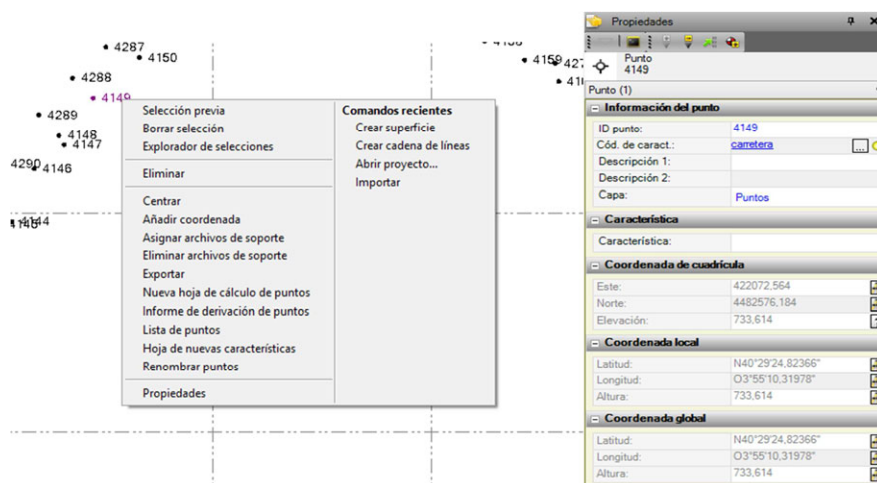 4287
4150
4288
4149
4289
4148
4147
4290
4146
4144
4159
Selección previa
Borrar selección
Explorador de selecciones
Eliminar
Centrar
Añadir coordenada
Asignar archivos de soporte
Eliminar archivos de soporte
Exportar
Nueva hoja de cálculo de puntos
Informe de derivación de puntos
Lista de puntos
Hoja de nuevas características
Renombrar puntos
Propiedades
Comandos recientes
Crear superficie
Crear cadena de líneas
Abrir proyecto...
Importar
Propiedades
Punto
4149
Punto (1)
Información del punto
ID punto: 4149
Cód. de caract.: carretera ...
Descripción 1:
Descripción 2:
Capa: Puntos
Característica
Característica:
Coordenada de cuadrícula
Este: 422072,564
Norte: 4482576,184
Elevación: 733,614
Coordenada local
Latitud: N40°29'24,82366"
Longitud: O3°55'10,31978"
Altura: 733,614
Coordenada global
Latitud: N40°29'24,82366"
Longitud: O3°55'10,31978"
Altura: 733,614